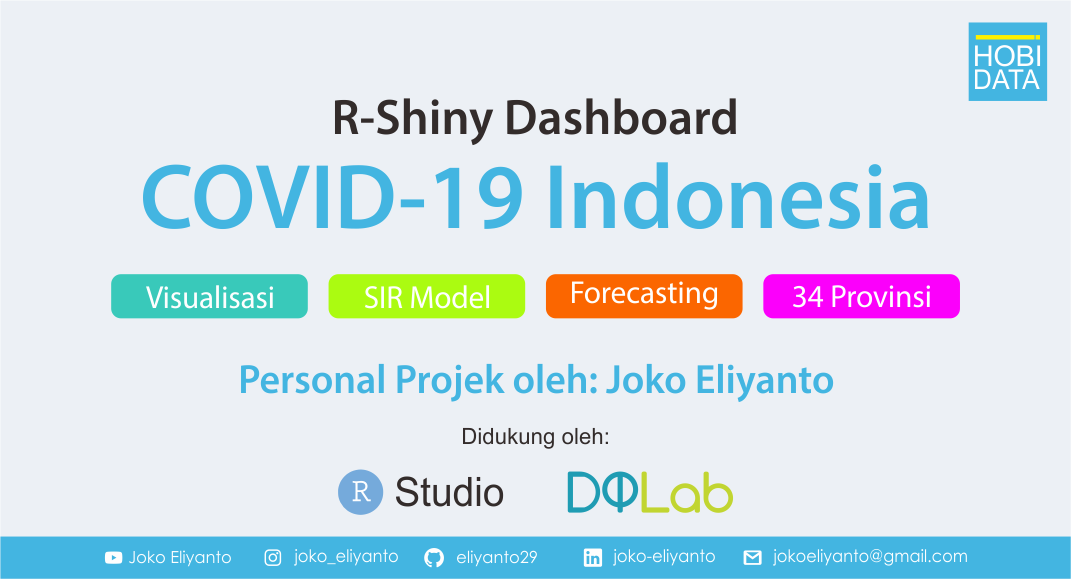 HOBI
DATA
R-Shiny Dashboard
COVID-19 Indonesia
Visualisasi SIR Model Forecasting 34 Provinsi
Personal Projek oleh: Joko Eliyanto
Didukung oleh:
R Studio DQLab
Joko Eliyanto joko_eliyanto eliyanto29 joko-eliyanto jokoeliyanto@gmail.com